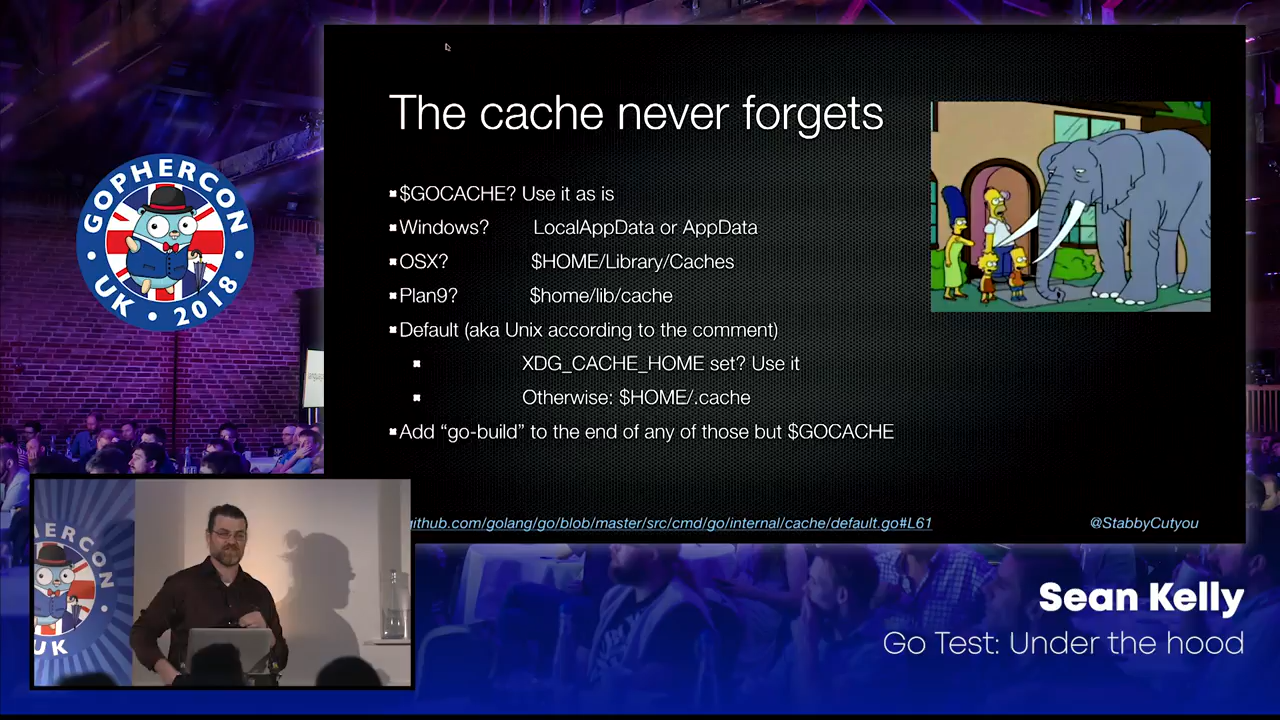 The cache never forgets
$GOCACHE? Use it as is
Windows? LocalAppData or AppData
OSX? $HOME/Library/Caches
Plan9? $home/lib/cache
Default (aka Unix according to the comment)
XDG_CACHE_HOME set? Use it
Otherwise: $HOME/.cache
Add “go-build” to the end of any of those but $GOCACHE
github.com/golang/go/blob/master/src/cmd/go/internal/cache/default.go#L61
@StabbyCutyou
GOPHERCON
UK • 2018
HERCON
UK
Sean Kelly
Go Test: Under the hood